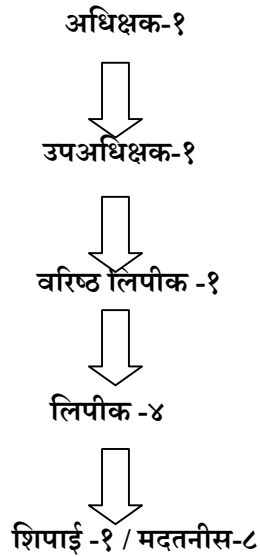 अधिक्षक-१
उपअधिक्षक-१
वरिष्ठ लिपीक -१
लिपीक -४
शिपाई -१ / मदतनीस-८